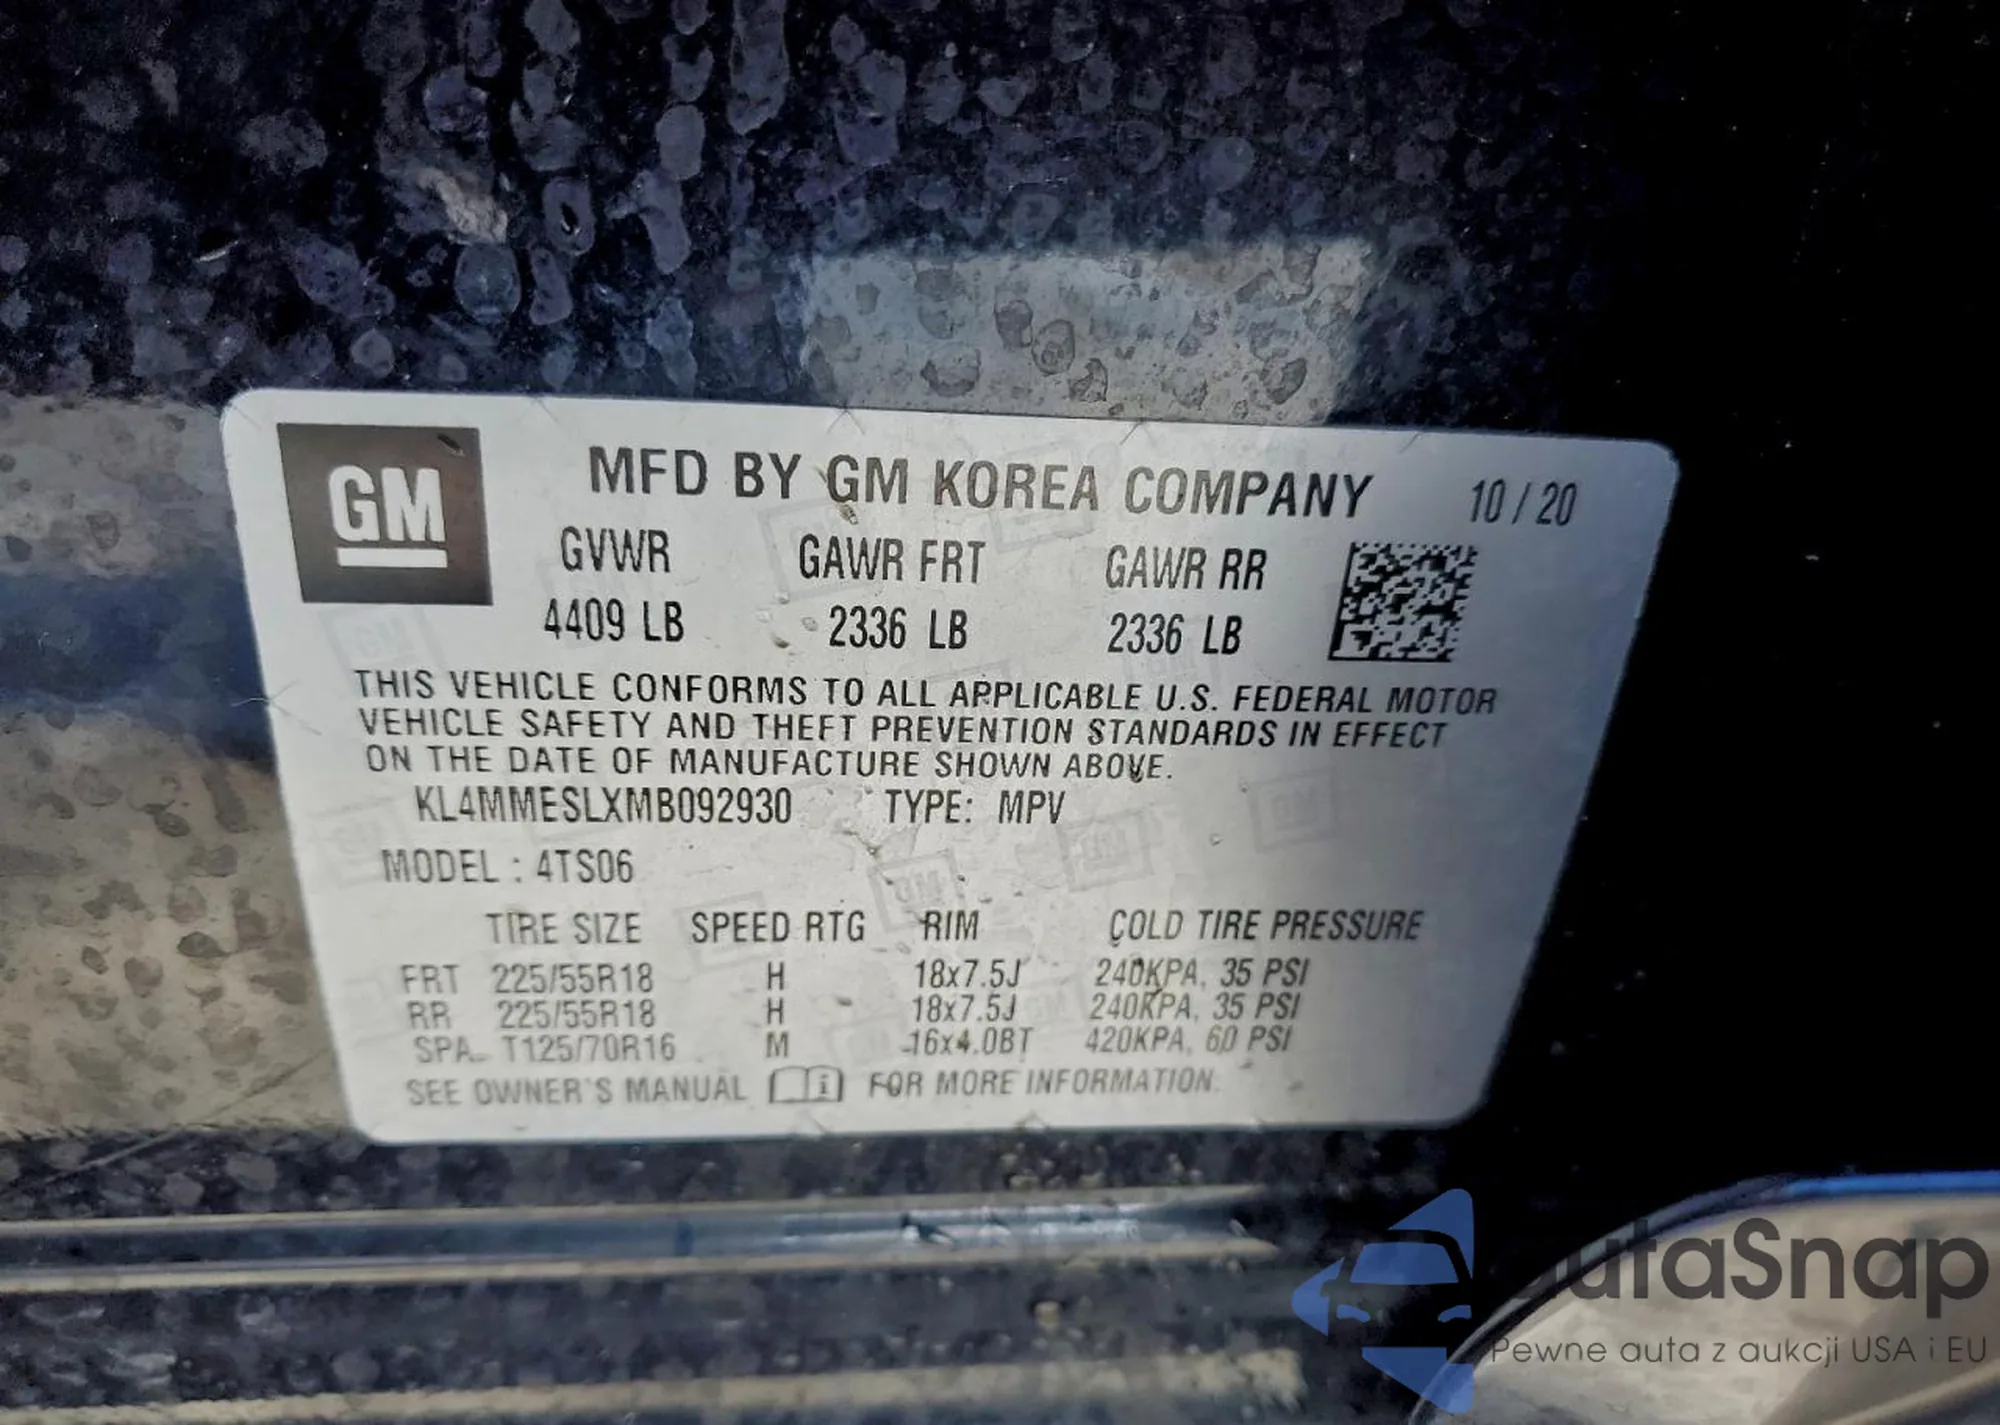 GM
MFD BY GM KOREA COMPANY 10 / 20
GVWR GAWR FRT GAWR RR
4409 LB 2336 LB 2336 LB
THIS VEHICLE CONFORMS TO ALL APPLICABLE U.S. FEDERAL MOTOR
VEHICLE SAFETY AND THEFT PREVENTION STANDARDS IN EFFECT
ON THE DATE OF MANUFACTURE SHOWN ABOVE.
KL4MMESLXMB092930 TYPE: MPV
MODEL : 4TS06
TIRE SIZE SPEED RTG RIM COLD TIRE PRESSURE
FRT 225/55R18 H 18x7.5J 240KPA, 35 PSI
RR 225/55R18 H 18x7.5J 240KPA, 35 PSI
SPA T125/70R16 M 16x4.0BT 420KPA, 60 PSI
SEE OWNER'S MANUAL i FOR MORE INFORMATION.
utaSnap
Pewne auta z aukcji USA i EU